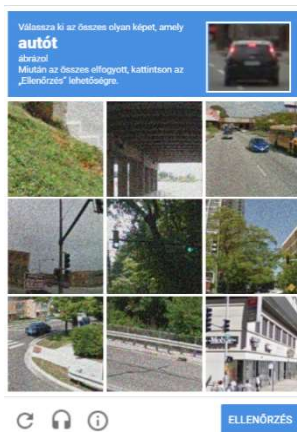 Válassza ki az összes olyan képet, amely
autót
ábrázol
Miután az összes elfogyott, kattintson az
„Ellenőrzés” lehetőségre.
ELLENŐRZÉS